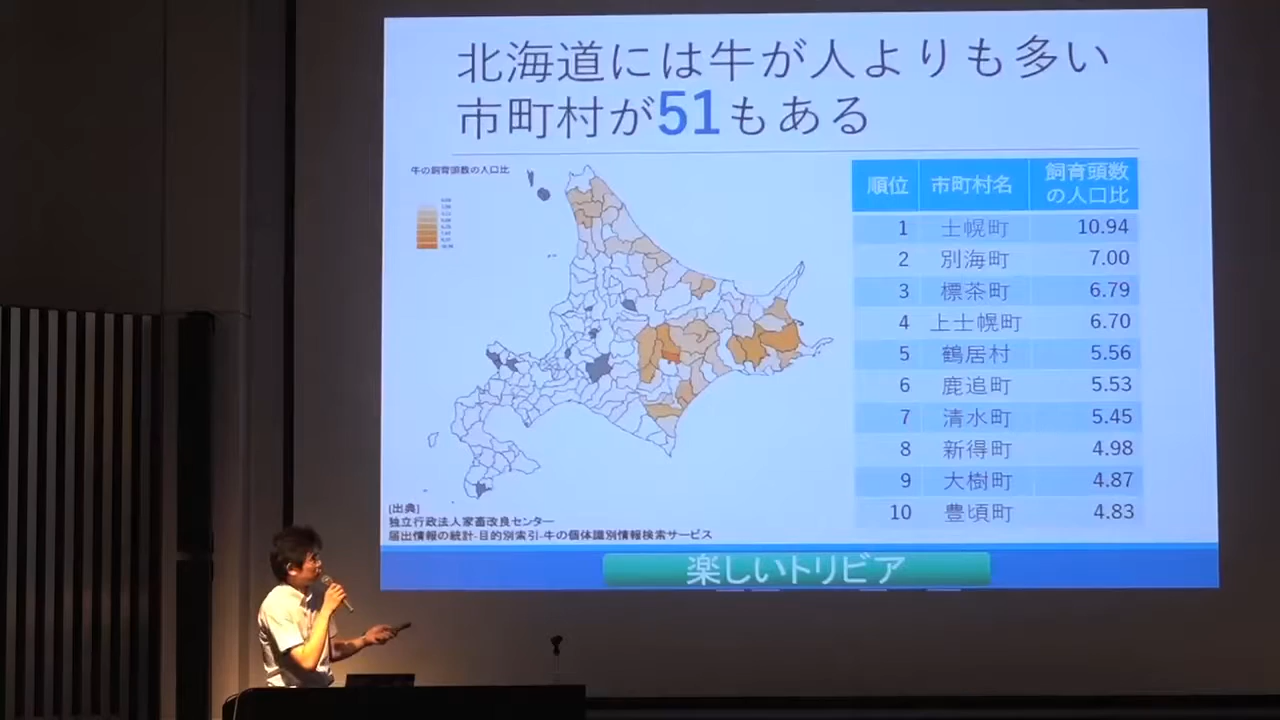 北海道には牛が人よりも多い
市町村が51もある
牛の飼育頭数の人口比
順位 市町村名 飼育頭数の人口比
1 士幌町 10.94
2 別海町 7.00
3 標茶町 6.79
4 上士幌町 6.70
5 鶴居村 5.56
6 鹿追町 5.53
7 清水町 5.45
8 新得町 4.98
9 大樹町 4.87
10 豊頃町 4.83
[出典]
独立行政法人家畜改良センター
届出情報の統計-目的別索引-牛の個体識別情報検索サービス
楽しいトリビア